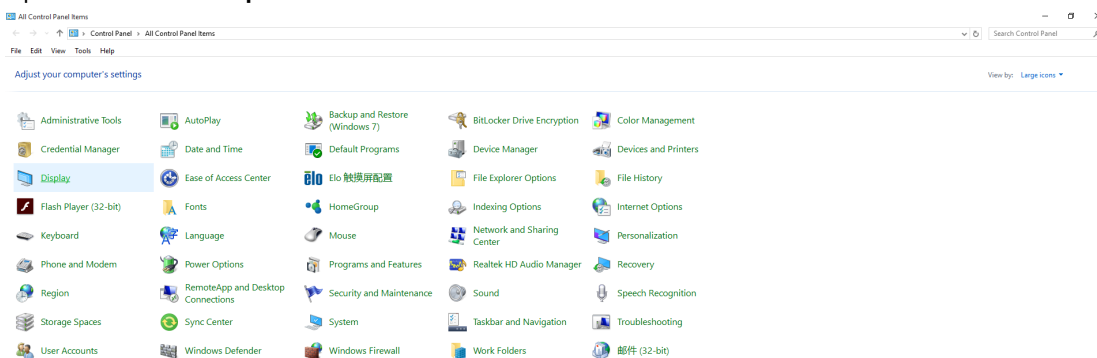 All Control Panel Items
Control Panel > All Control Panel Items
Search Control Panel
File Edit View Tools Help
Adjust your computer's settings
View by: Large icons
Administrative Tools
AutoPlay
Backup and Restore
(Windows 7)
BitLocker Drive Encryption
Color Management
Credential Manager
Date and Time
Default Programs
Device Manager
Devices and Printers
Display
Ease of Access Center
elo Elo 触摸屏配置
File Explorer Options
File History
Flash Player (32-bit)
Fonts
HomeGroup
Indexing Options
Internet Options
Keyboard
Language
Mouse
Network and Sharing
Center
Personalization
Phone and Modem
Power Options
Programs and Features
Realtek HD Audio Manager
Recovery
Region
RemoteApp and Desktop
Connections
Security and Maintenance
Sound
Speech Recognition
Storage Spaces
Sync Center
System
Taskbar and Navigation
Troubleshooting
User Accounts
Windows Defender
Windows Firewall
Work Folders
邮件 (32-bit)